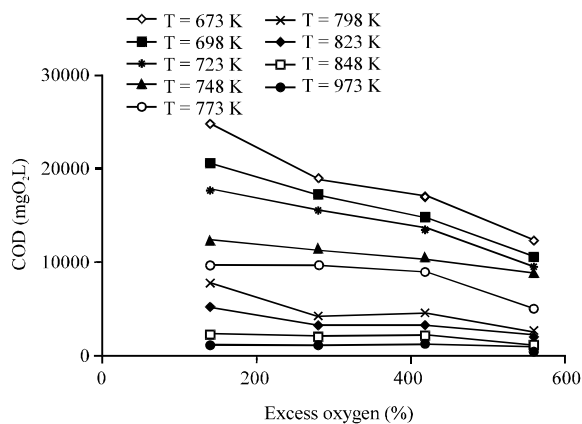 T = 673 K
T = 698 K
T = 723 K
T = 748 K
T = 773 K
T = 798 K
T = 823 K
T = 848 K
T = 973 K
30000
20000
10000
0
COD (mgO₂L)
0 200 400 600
Excess oxygen (%)